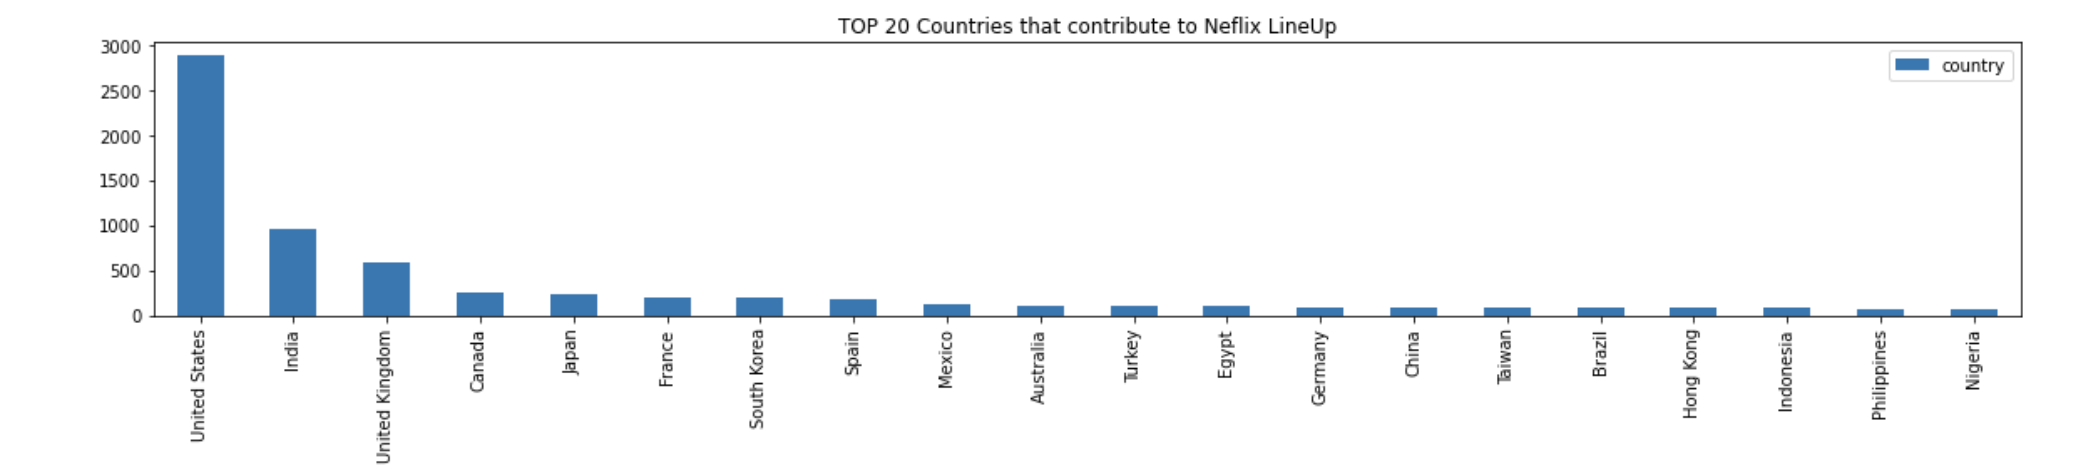 TOP 20 Countries that contribute to Neflix LineUp
country
3000
2500
2000
1500
1000
500
0
United States
India
United Kingdom
Canada
Japan
France
South Korea
Spain
Mexico
Australia
Turkey
Egypt
Germany
China
Taiwan
Brazil
Hong Kong
Indonesia
Philippines
Nigeria